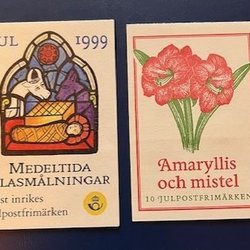 JUL 1999
MEDELTIDA
GLASMÅLNINGAR
inrikes
julpostfrimärken
Amaryllis
och mistel
10 JULPOSTFRIMÄRKEN